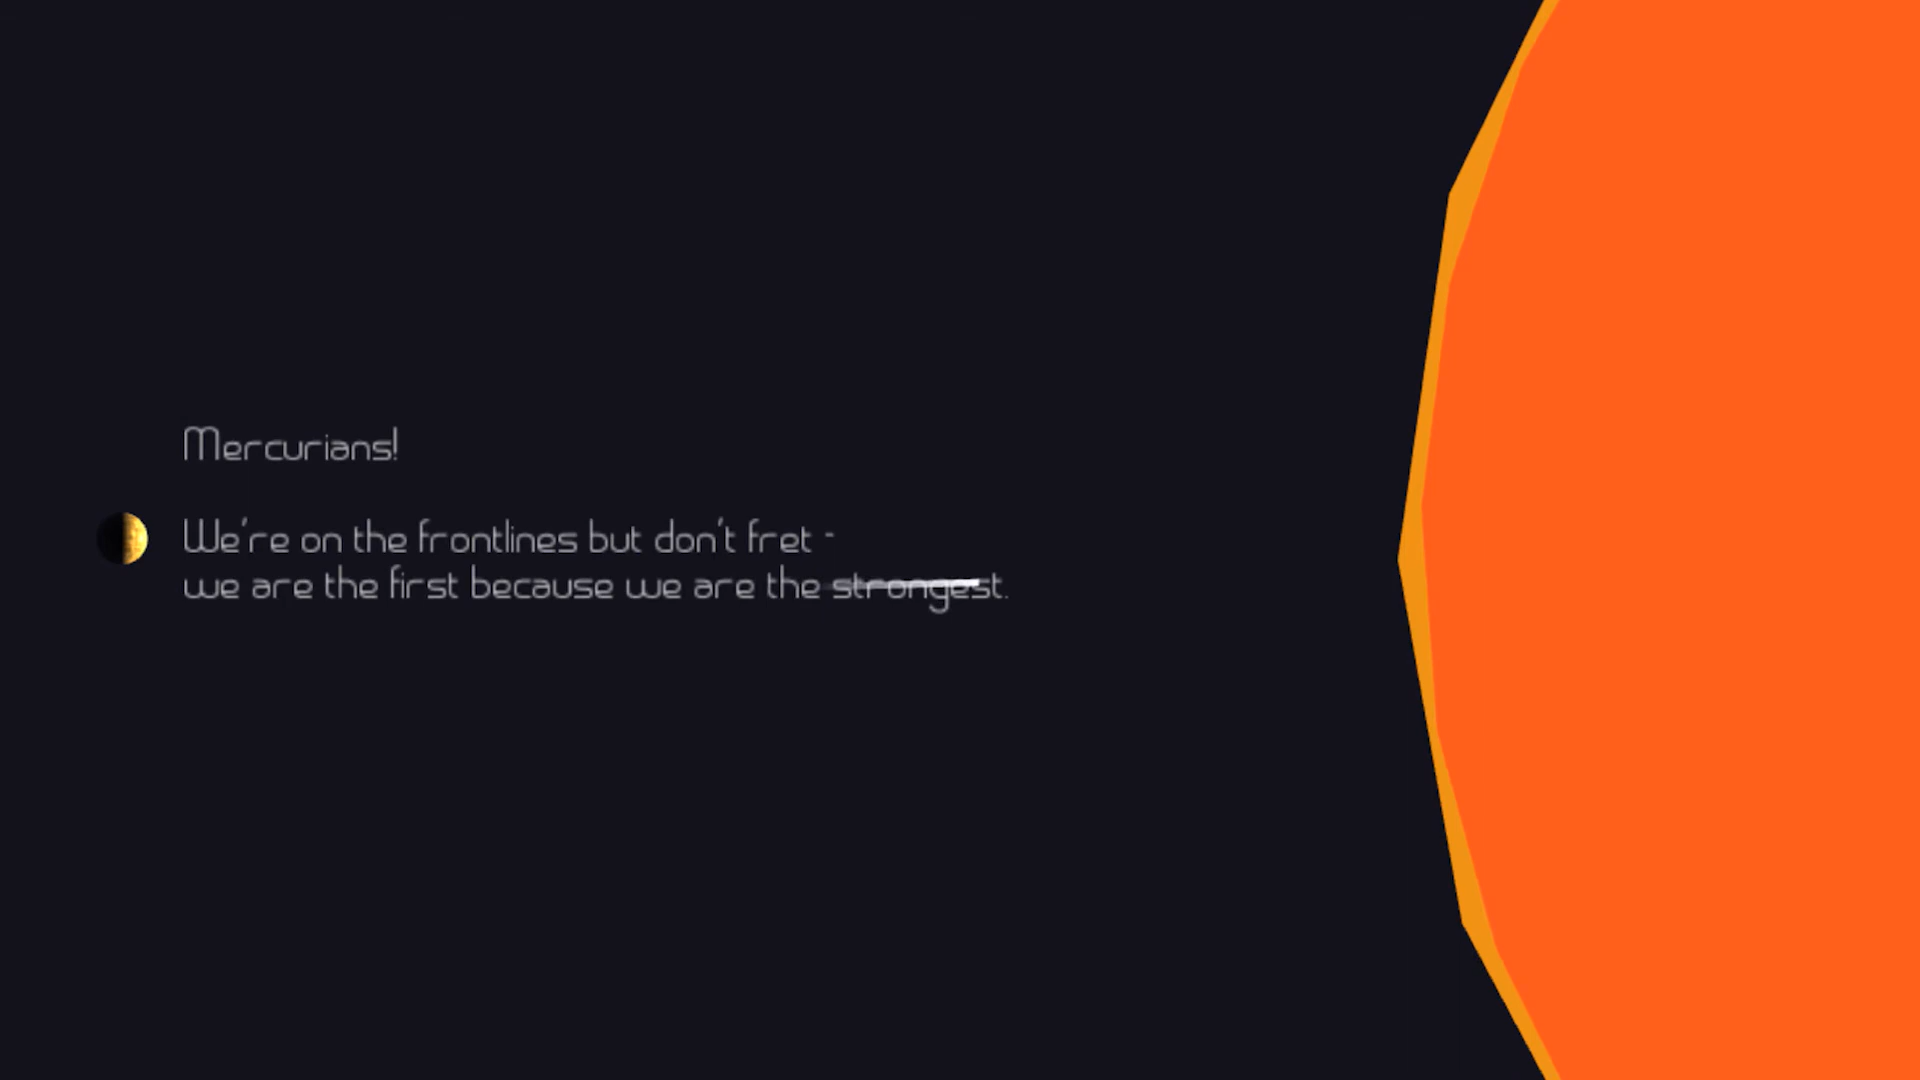 Mercurians!
We're on the frontlines but don't fret -
we are the first because we are the strongest.